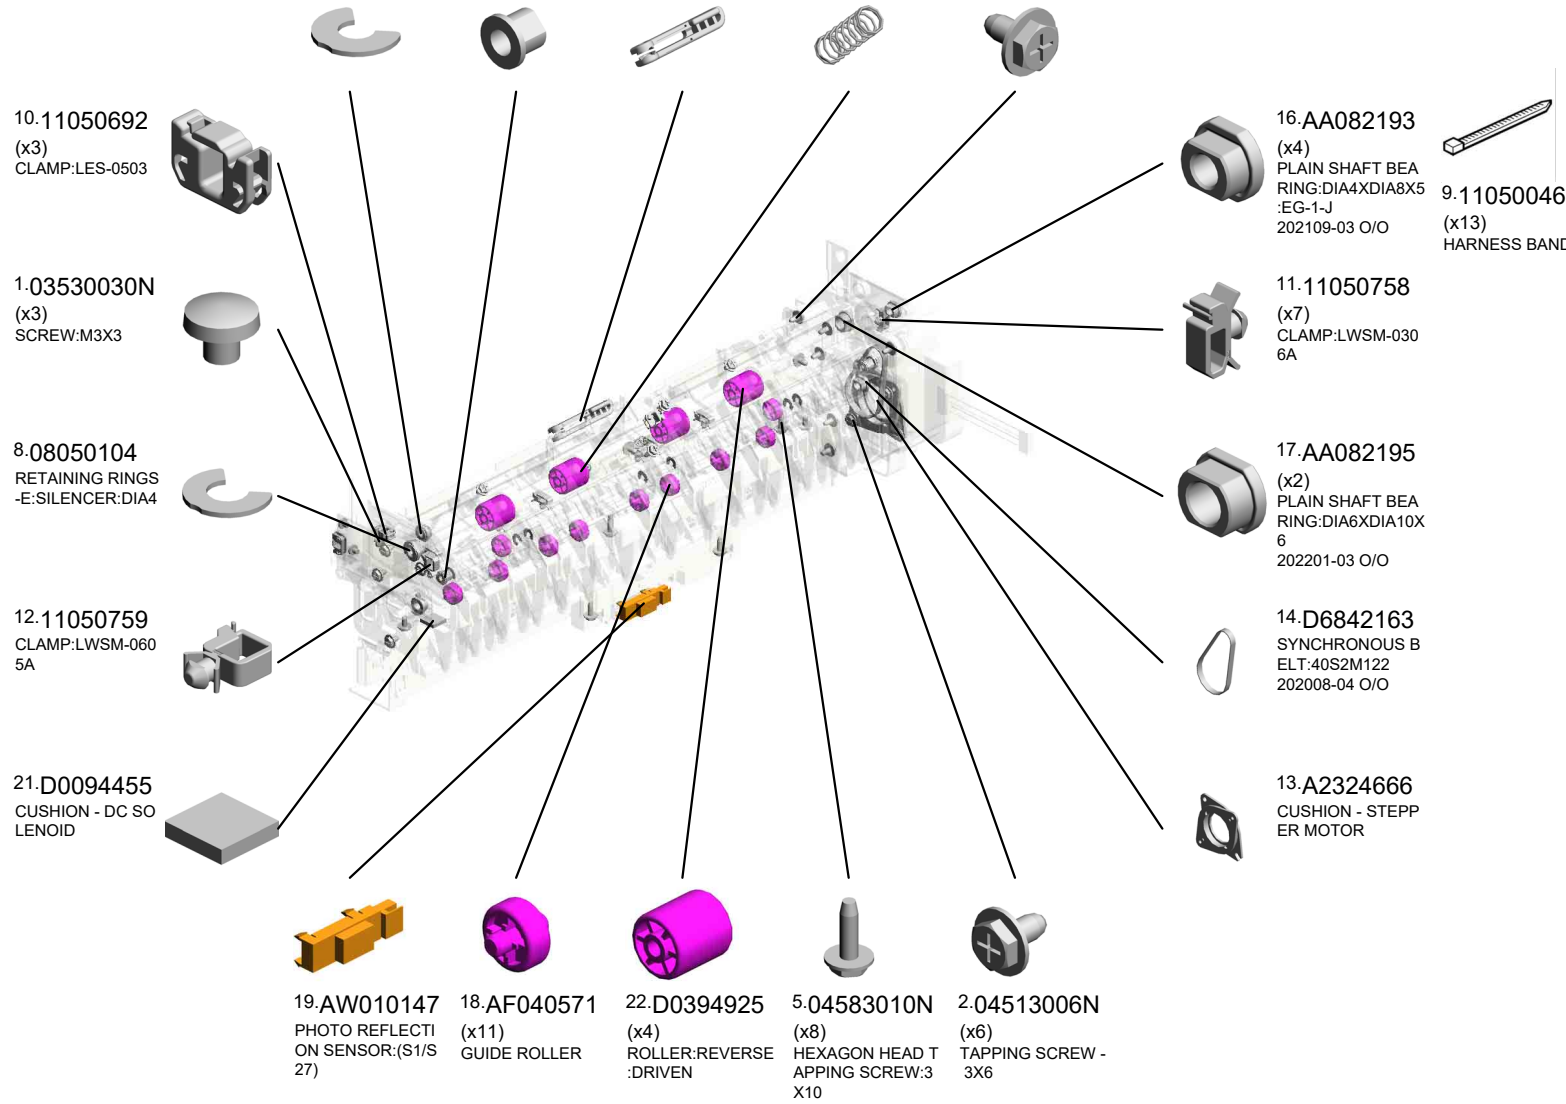 10.11050692
(x3)
CLAMP:LES-0503
1.03530030N
(x3)
SCREW:M3X3
8.08050104
RETAINING RINGS
-E:SILENCER:DIA4
12.11050759
CLAMP:LWSM-060
5A
21.D0094455
CUSHION - DC SO
LENOID
16.AA082193
(x4)
PLAIN SHAFT BEA
RING:DIA4XDIA8X5
:EG-1-J
202109-03 O/O
9.11050046
(x13)
HARNESS BAND
11.11050758
(x7)
CLAMP:LWSM-030
6A
17.AA082195
(x2)
PLAIN SHAFT BEA
RING:DIA6XDIA10X
6
202201-03 O/O
14.D6842163
SYNCHRONOUS B
ELT:40S2M122
202008-04 O/O
13.A2324666
CUSHION - STEPP
ER MOTOR
19.AW010147
PHOTO REFLECTI
ON SENSOR:(S1/S
27)
18.AF040571
(x11)
GUIDE ROLLER
22.D0394925
(x4)
ROLLER:REVERSE
:DRIVEN
5.04583010N
(x8)
HEXAGON HEAD T
APPING SCREW:3
X10
2.04513006N
(x6)
TAPPING SCREW -
3X6